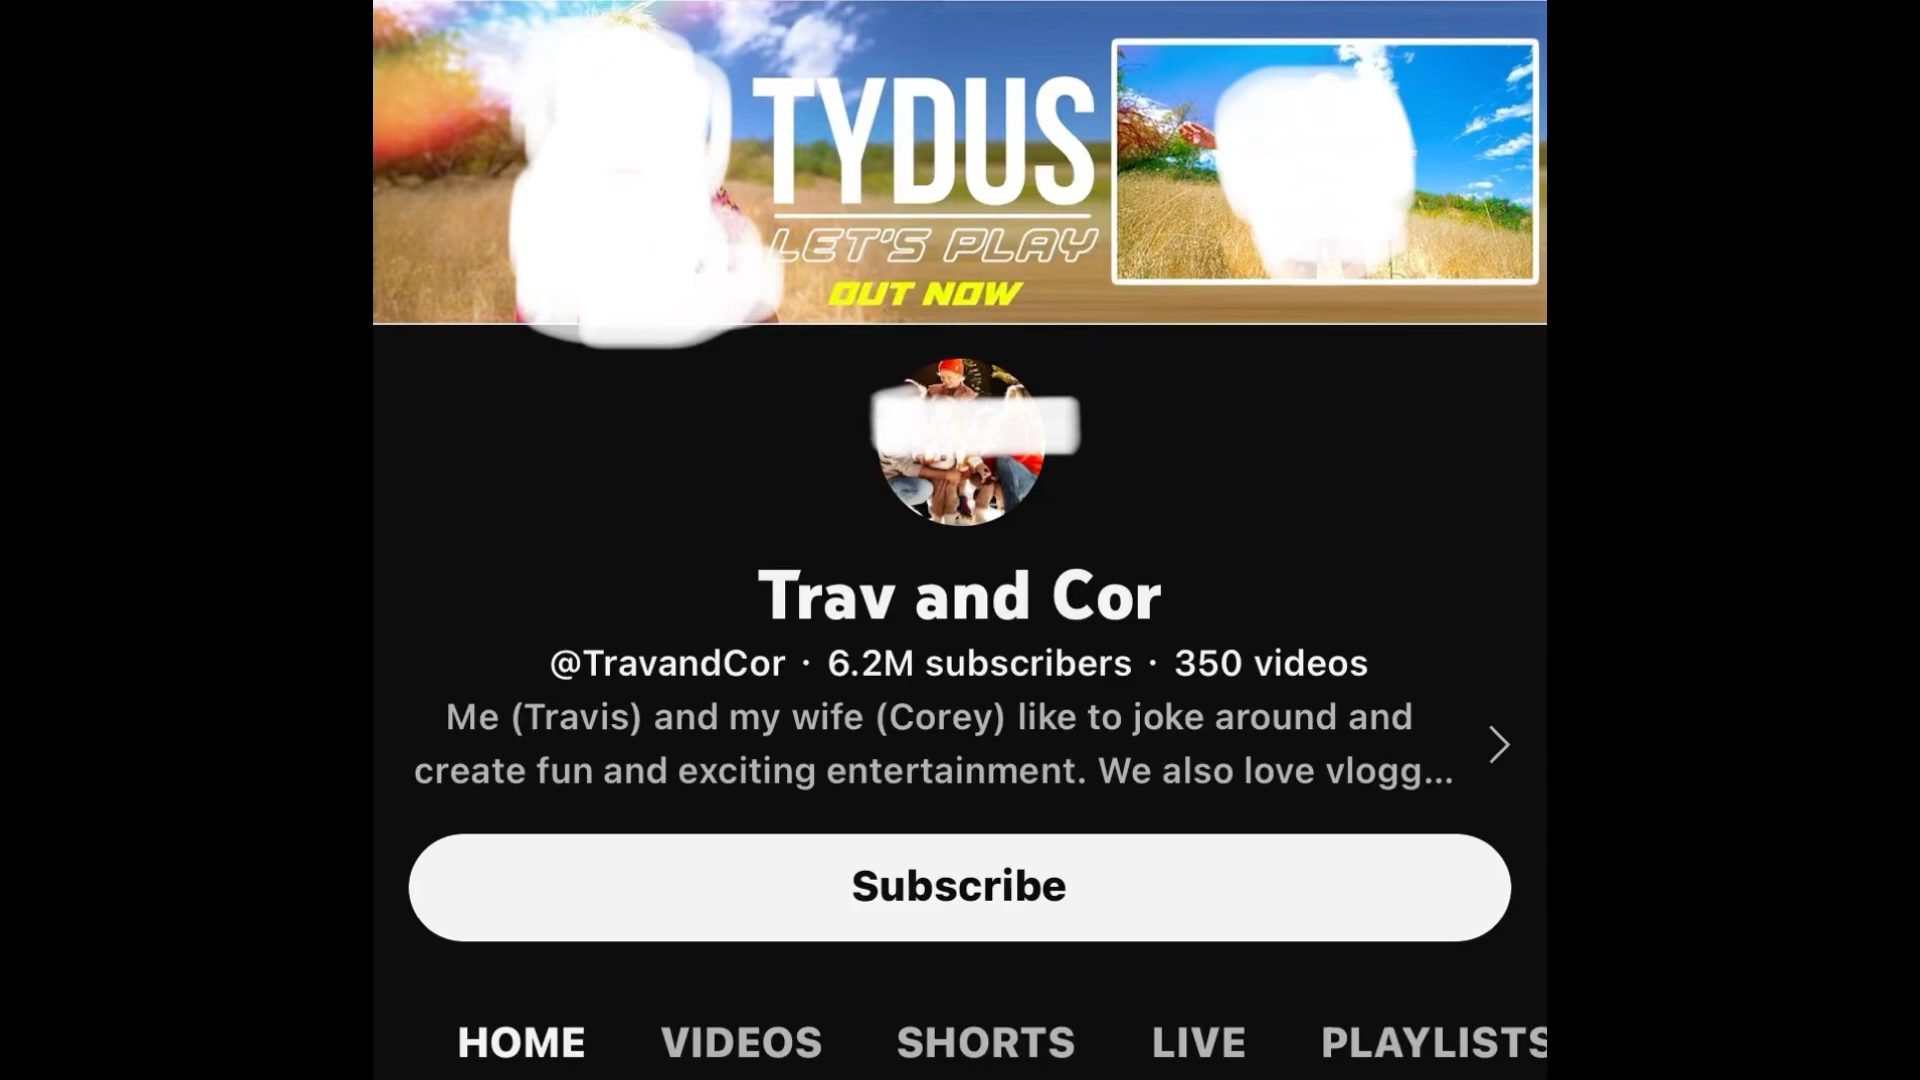 TYDUS
LET'S PLAY
OUT NOW
Trav and Cor
@TravandCor · 6.2M subscribers · 350 videos
Me (Travis) and my wife (Corey) like to joke around and
create fun and exciting entertainment. We also love vlogg...
Subscribe
HOME VIDEOS SHORTS LIVE PLAYLISTS